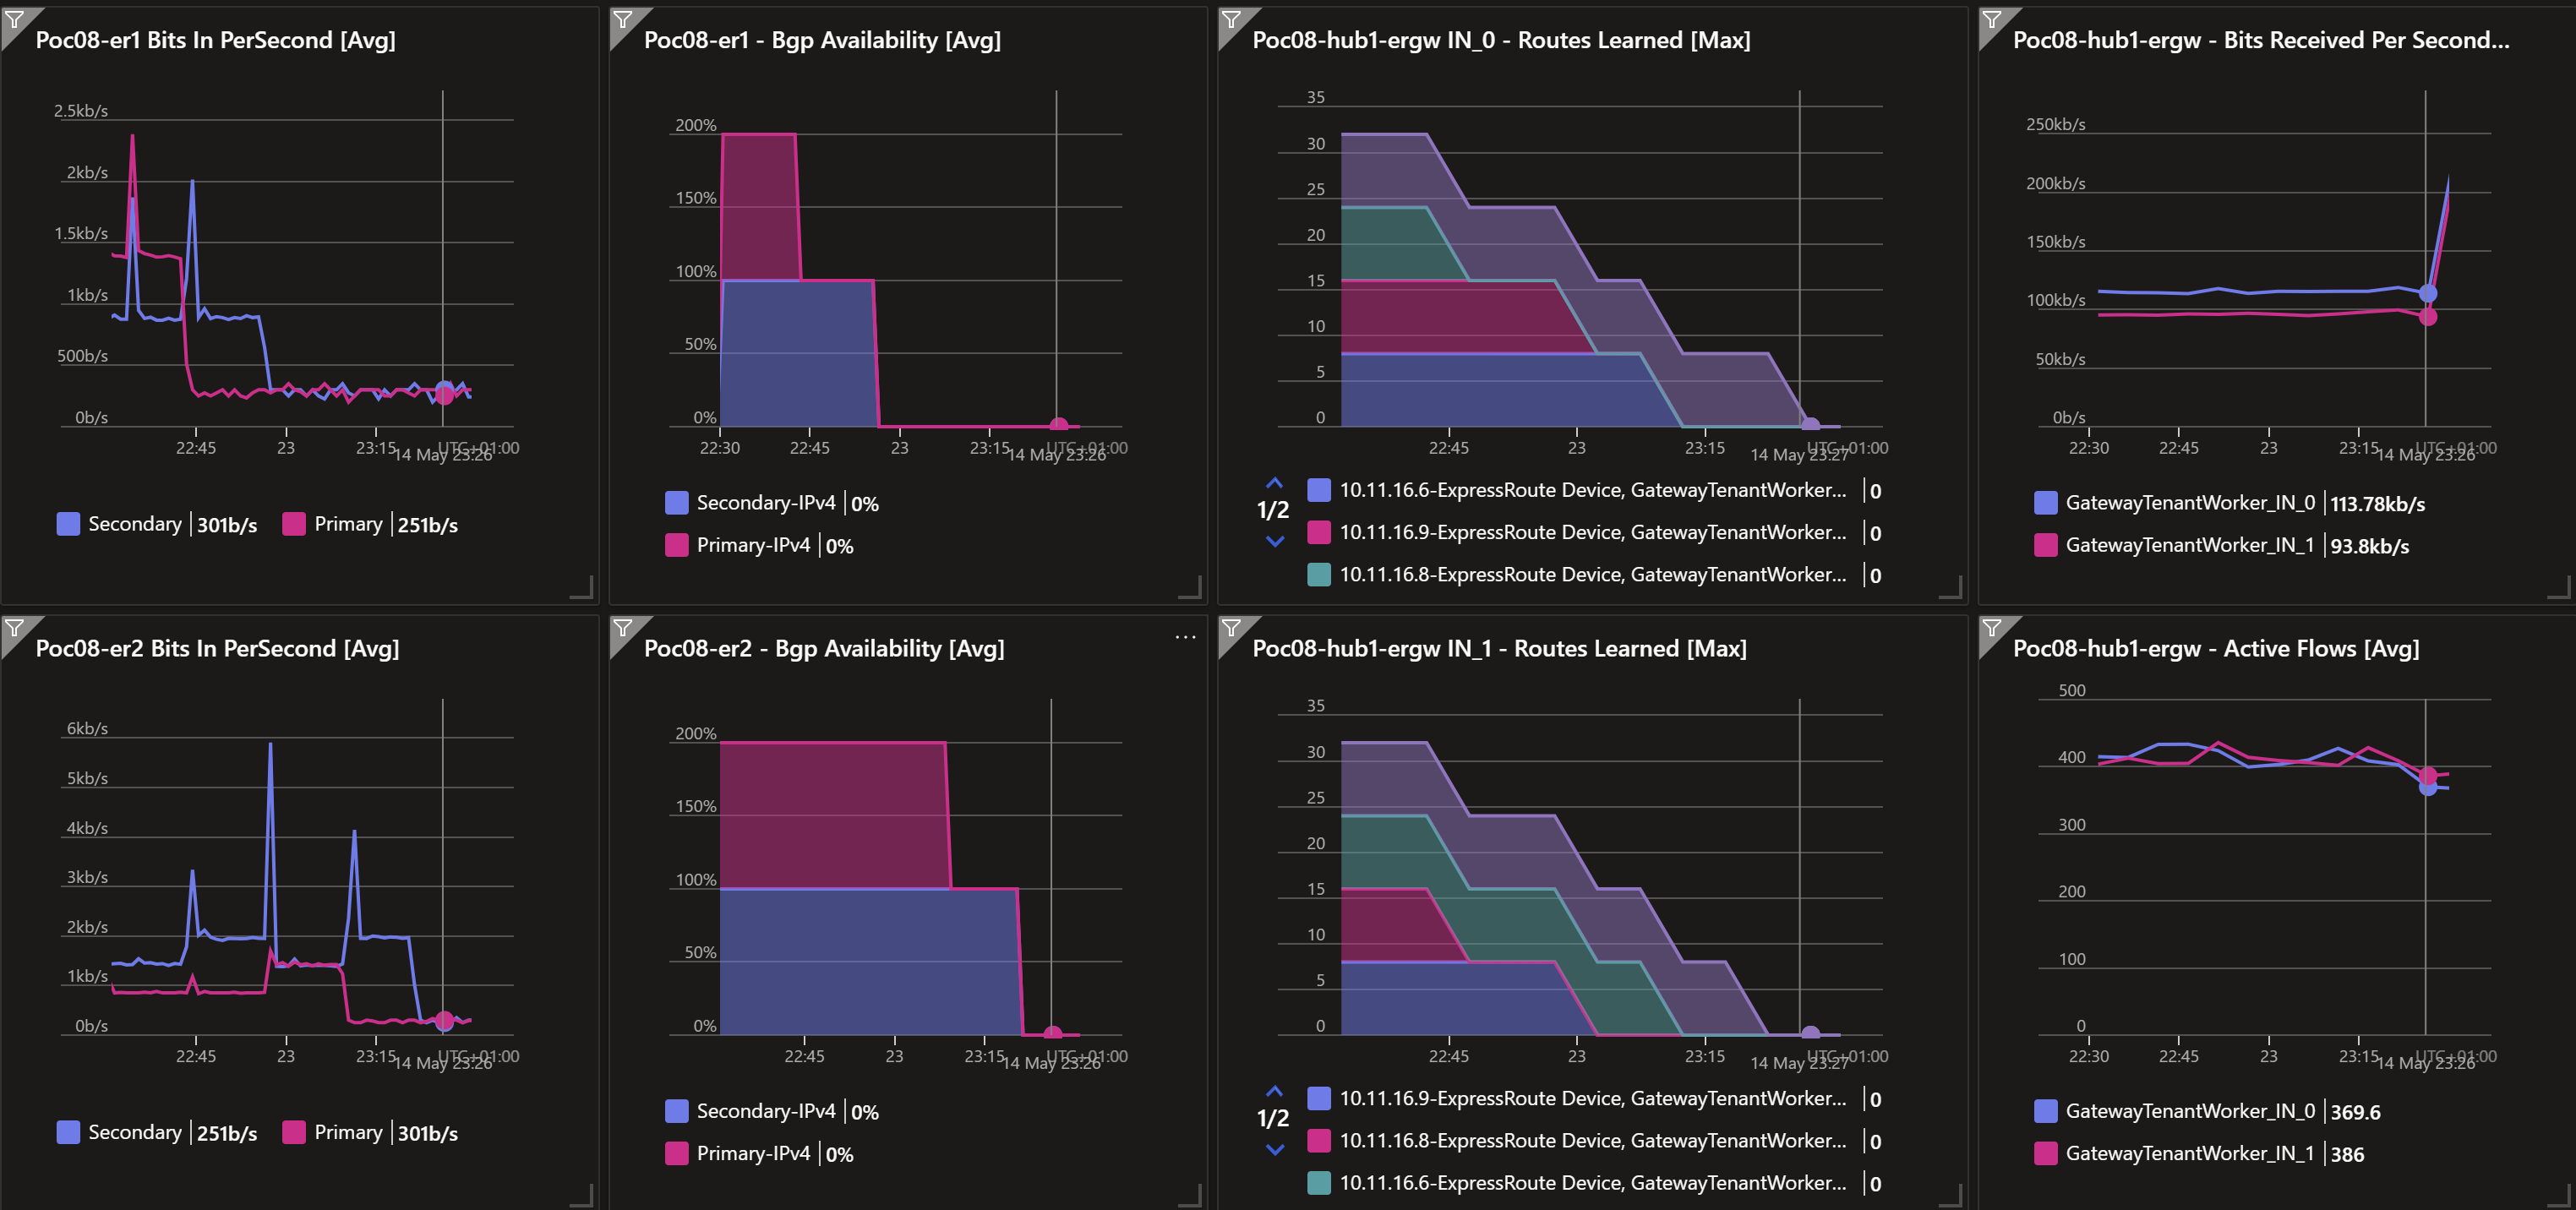 Poc08-er1 Bits In PerSecond [Avg]
2.5kb/s
2kb/s
1.5kb/s
1kb/s
500b/s
0b/s
22:45
23
23:15
UTC+01:00
14 May 23:26
Secondary 301b/s
Primary 251b/s
Poc08-er1 - Bgp Availability [Avg]
200%
150%
100%
50%
0%
22:30
22:45
23
23:15
UTC+01:00
14 May 23:26
Secondary-IPv4 0%
Primary-IPv4 0%
Poc08-hub1-ergw IN_0 - Routes Learned [Max]
35
30
25
20
15
10
5
0
22:45
23
23:15
UTC+01:00
14 May 23:27
1/2
10.11.16.6-ExpressRoute Device, GatewayTenantWorker... 0
10.11.16.9-ExpressRoute Device, GatewayTenantWorker... 0
10.11.16.8-ExpressRoute Device, GatewayTenantWorker... 0
Poc08-hub1-ergw - Bits Received Per Second...
250kb/s
200kb/s
150kb/s
100kb/s
50kb/s
0b/s
22:30
22:45
23
23:15
UTC+01:00
14 May 23:26
GatewayTenantWorker_IN_0 113.78kb/s
GatewayTenantWorker_IN_1 93.8kb/s
Poc08-er2 Bits In PerSecond [Avg]
6kb/s
5kb/s
4kb/s
3kb/s
2kb/s
1kb/s
0b/s
22:45
23
23:15
UTC+01:00
14 May 23:26
Secondary 251b/s
Primary 301b/s
Poc08-er2 - Bgp Availability [Avg]
...
200%
150%
100%
50%
0%
22:45
23
23:15
UTC+01:00
14 May 23:26
Secondary-IPv4 0%
Primary-IPv4 0%
Poc08-hub1-ergw IN_1 - Routes Learned [Max]
35
30
25
20
15
10
5
0
22:45
23
23:15
UTC+01:00
14 May 23:27
1/2
10.11.16.9-ExpressRoute Device, GatewayTenantWorker... 0
10.11.16.8-ExpressRoute Device, GatewayTenantWorker... 0
10.11.16.6-ExpressRoute Device, GatewayTenantWorker... 0
Poc08-hub1-ergw - Active Flows [Avg]
500
400
300
200
100
0
22:30
22:45
23
23:15
UTC+01:00
14 May 23:26
GatewayTenantWorker_IN_0 369.6
GatewayTenantWorker_IN_1 386